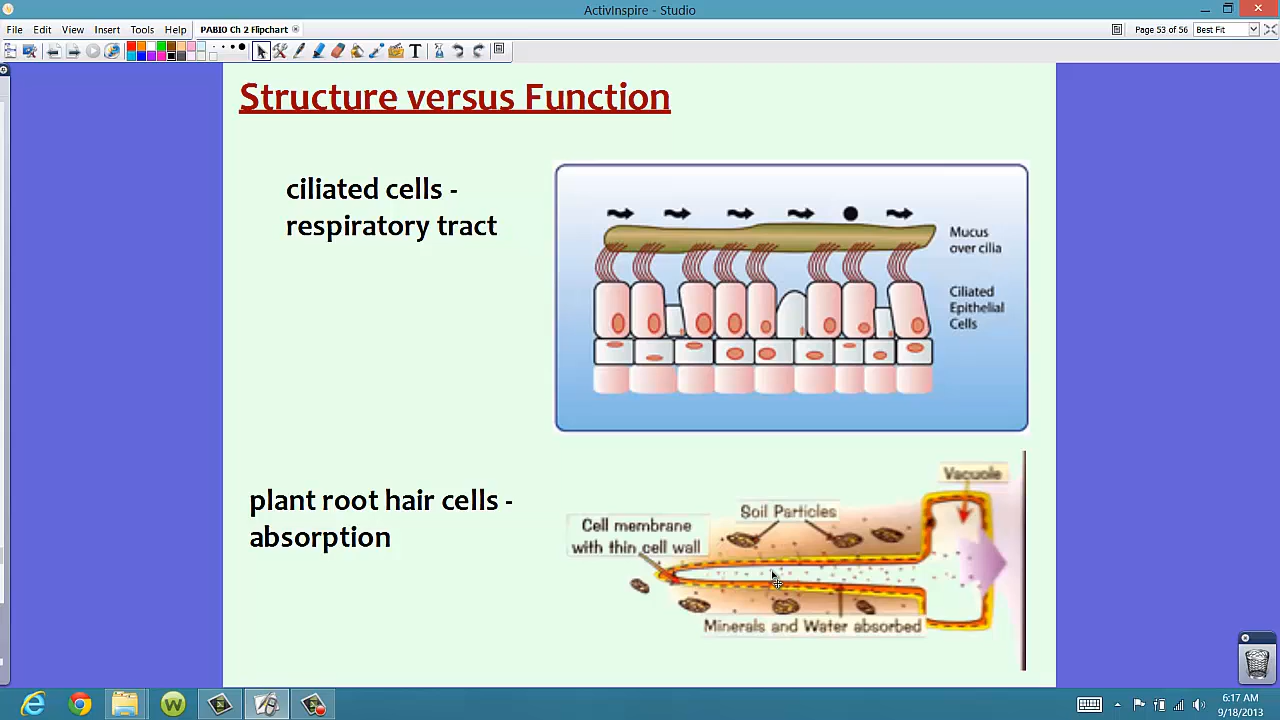 ActivInspire - Studio
File Edit View Insert Tools Help PABIO Ch 2 Flipchart
Page 53 of 56 Best Fit
Structure versus Function
ciliated cells -
respiratory tract
Mucus
over cilia
Ciliated
Epithelial
Cells
plant root hair cells -
absorption
Vacuole
Soil Particles
Cell membrane
with thin cell wall
Minerals and Water absorbed
6:17 AM
9/18/2013